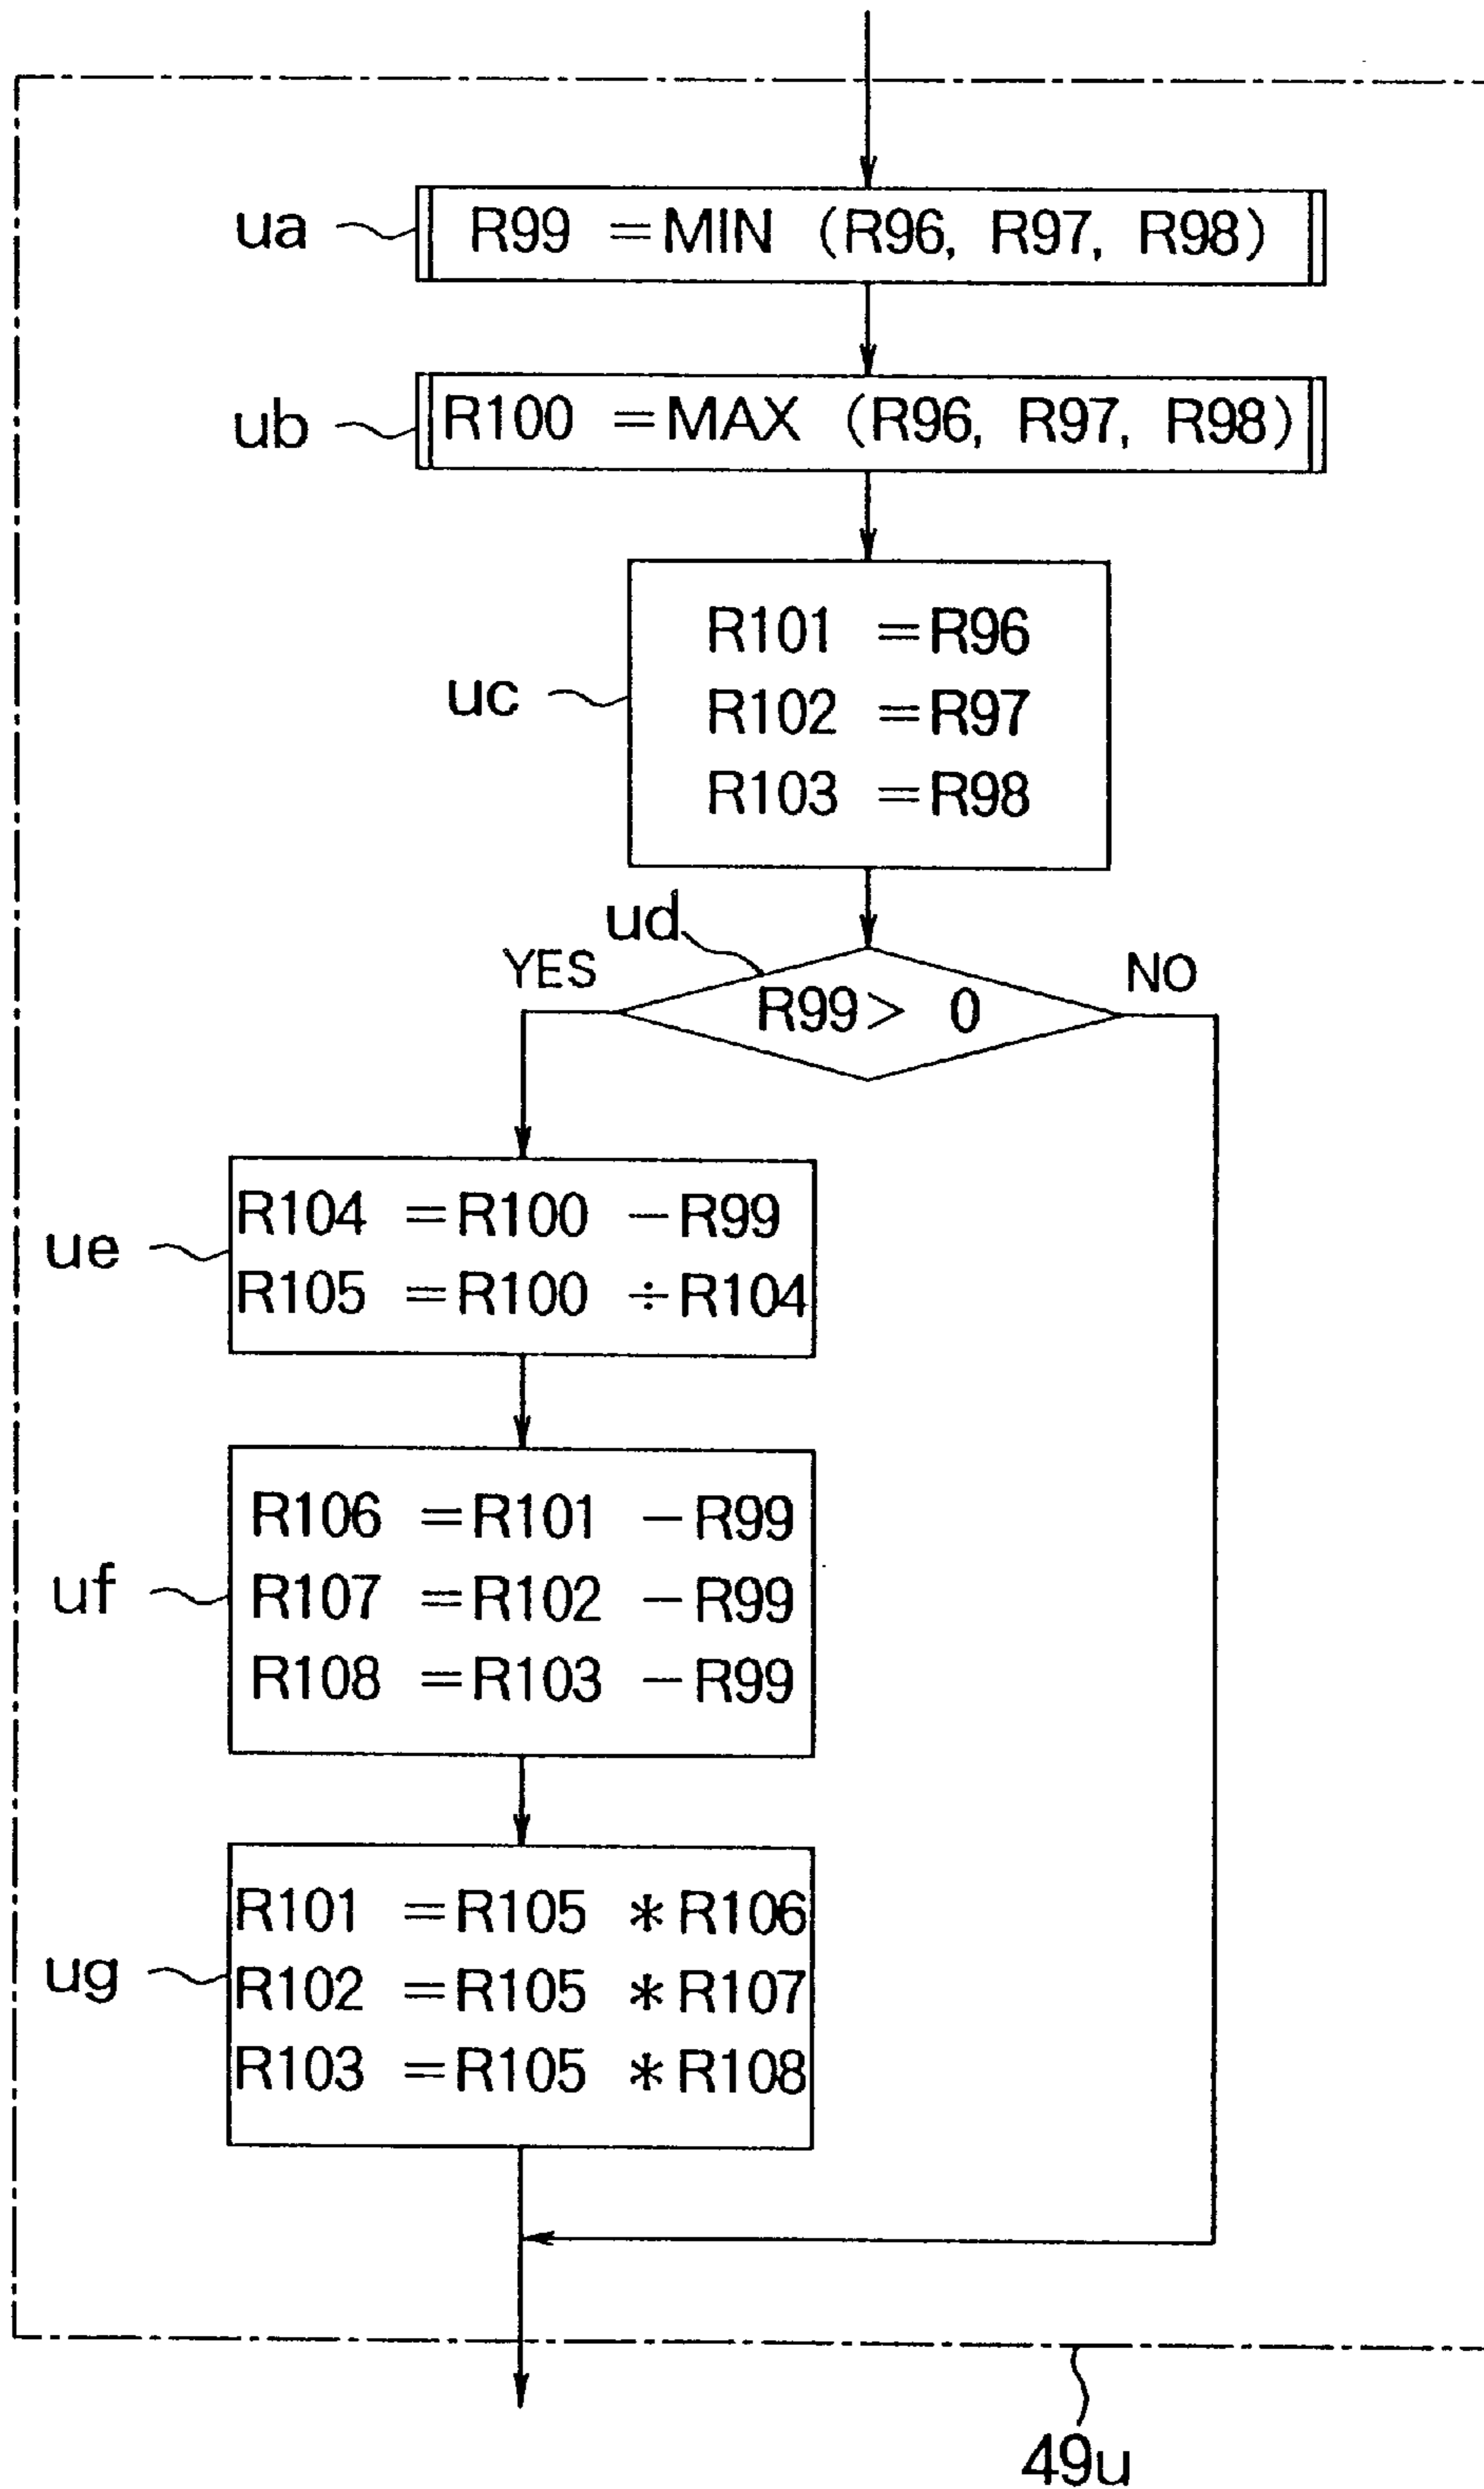 ua
R99 =MIN (R96, R97, R98)
ub
R100 =MAX (R96, R97, R98)
uc
R101 =R96
R102 =R97
R103 =R98
ud
YES
NO
R99> 0
ue
R104 =R100 −R99
R105 =R100 ÷R104
uf
R106 =R101 −R99
R107 =R102 −R99
R108 =R103 −R99
ug
R101 =R105 *R106
R102 =R105 *R107
R103 =R105 *R108
49u